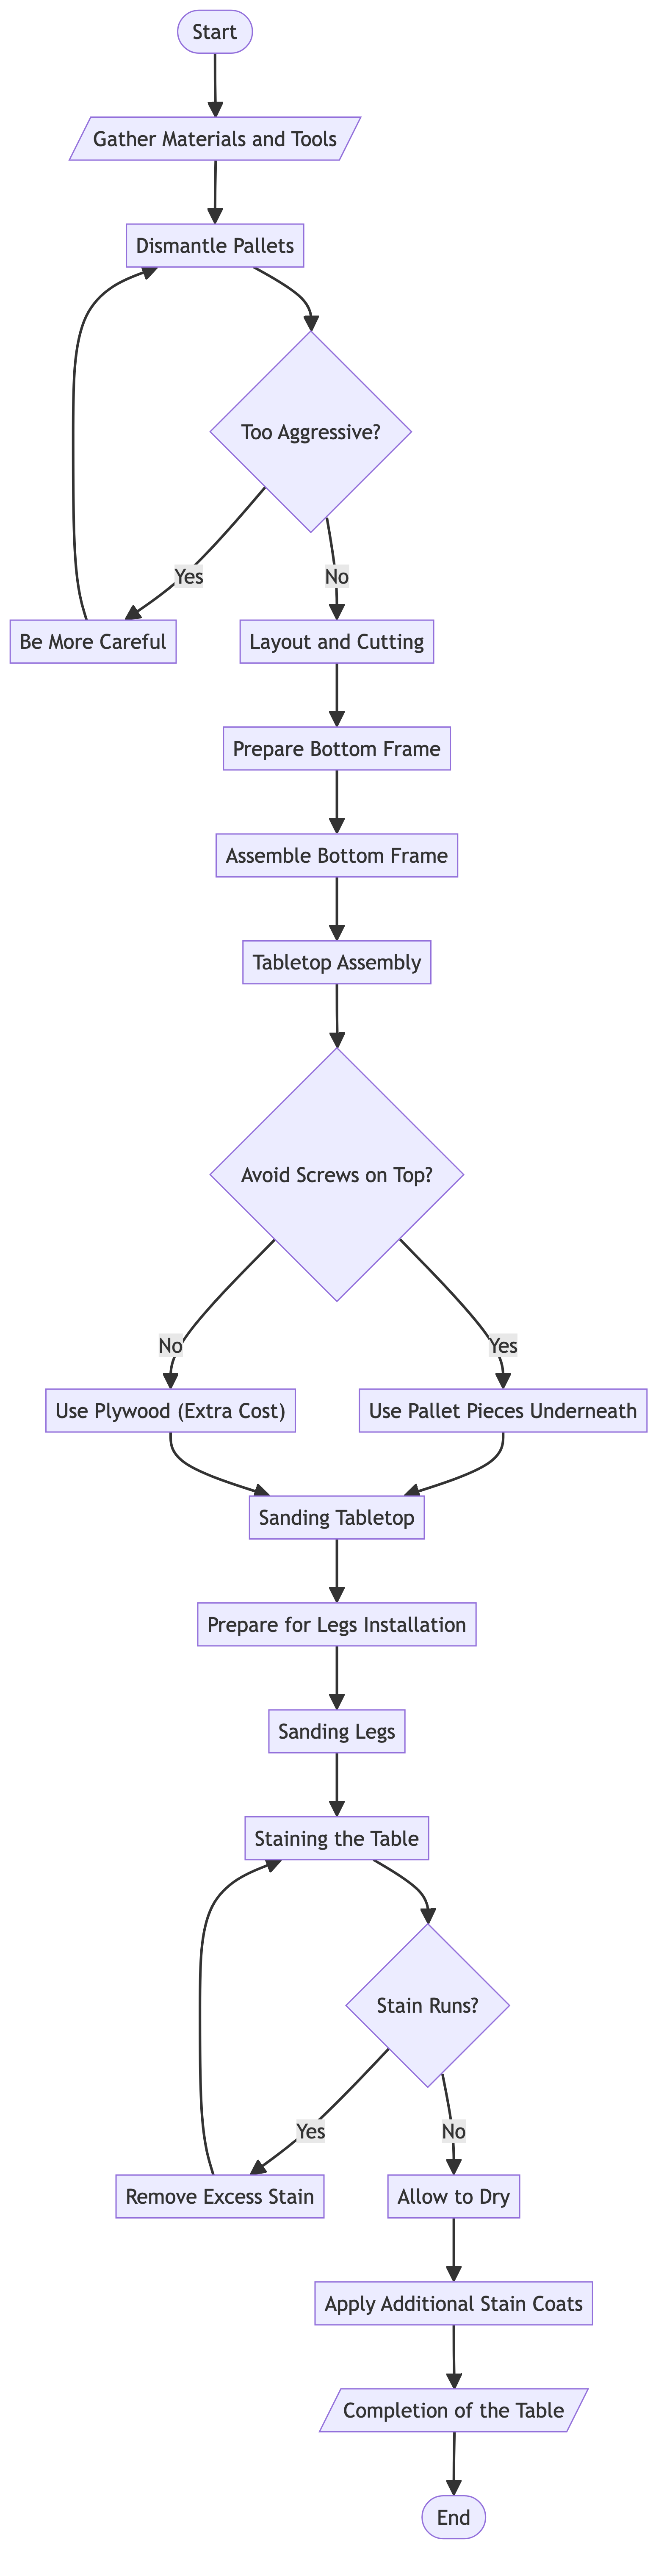 Start
Gather Materials and Tools
Dismantle Pallets
Too Aggressive?
Yes
No
Be More Careful
Layout and Cutting
Prepare Bottom Frame
Assemble Bottom Frame
Tabletop Assembly
Avoid Screws on Top?
No
Yes
Use Plywood (Extra Cost)
Use Pallet Pieces Underneath
Sanding Tabletop
Prepare for Legs Installation
Sanding Legs
Staining the Table
Stain Runs?
Yes
No
Remove Excess Stain
Allow to Dry
Apply Additional Stain Coats
Completion of the Table
End